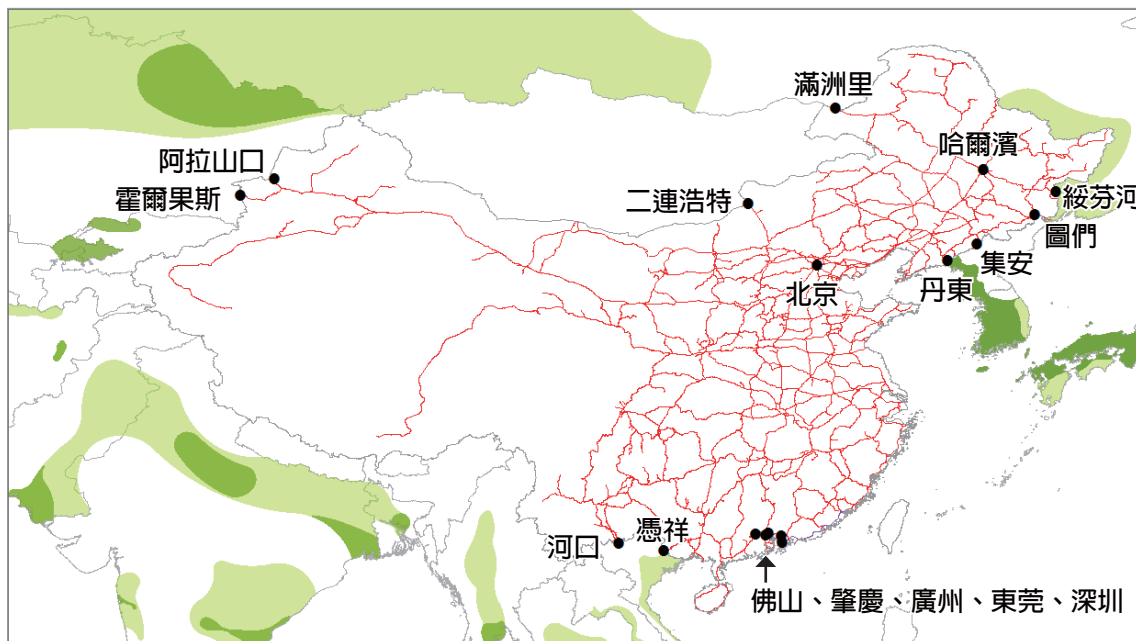 滿洲里
哈爾濱
阿拉山口
霍爾果斯
二連浩特
綏芬河
圖們
集安
丹東
北京
憑祥
河口
佛山、肇慶、廣州、東莞、深圳